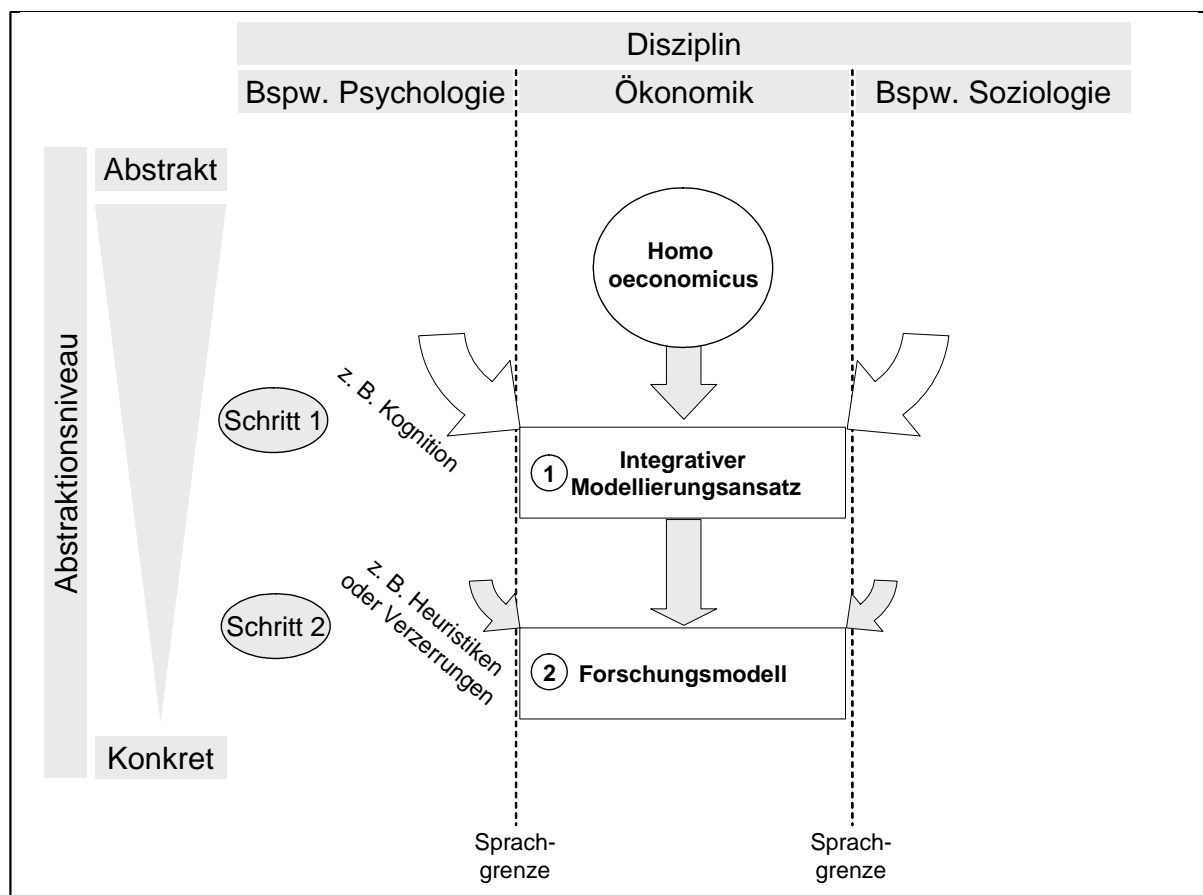 Disziplin
Bspw. Psychologie
Ökonomik
Bspw. Soziologie
Abstraktionsniveau
Abstrakt
Homo
oeconomicus
Schritt 1
z. B. Kognition
1
Integrativer
Modellierungsansatz
Schritt 2
z. B. Heuristiken
oder Verzerrungen
2
Forschungsmodell
Konkret
Sprach-
grenze
Sprach-
grenze